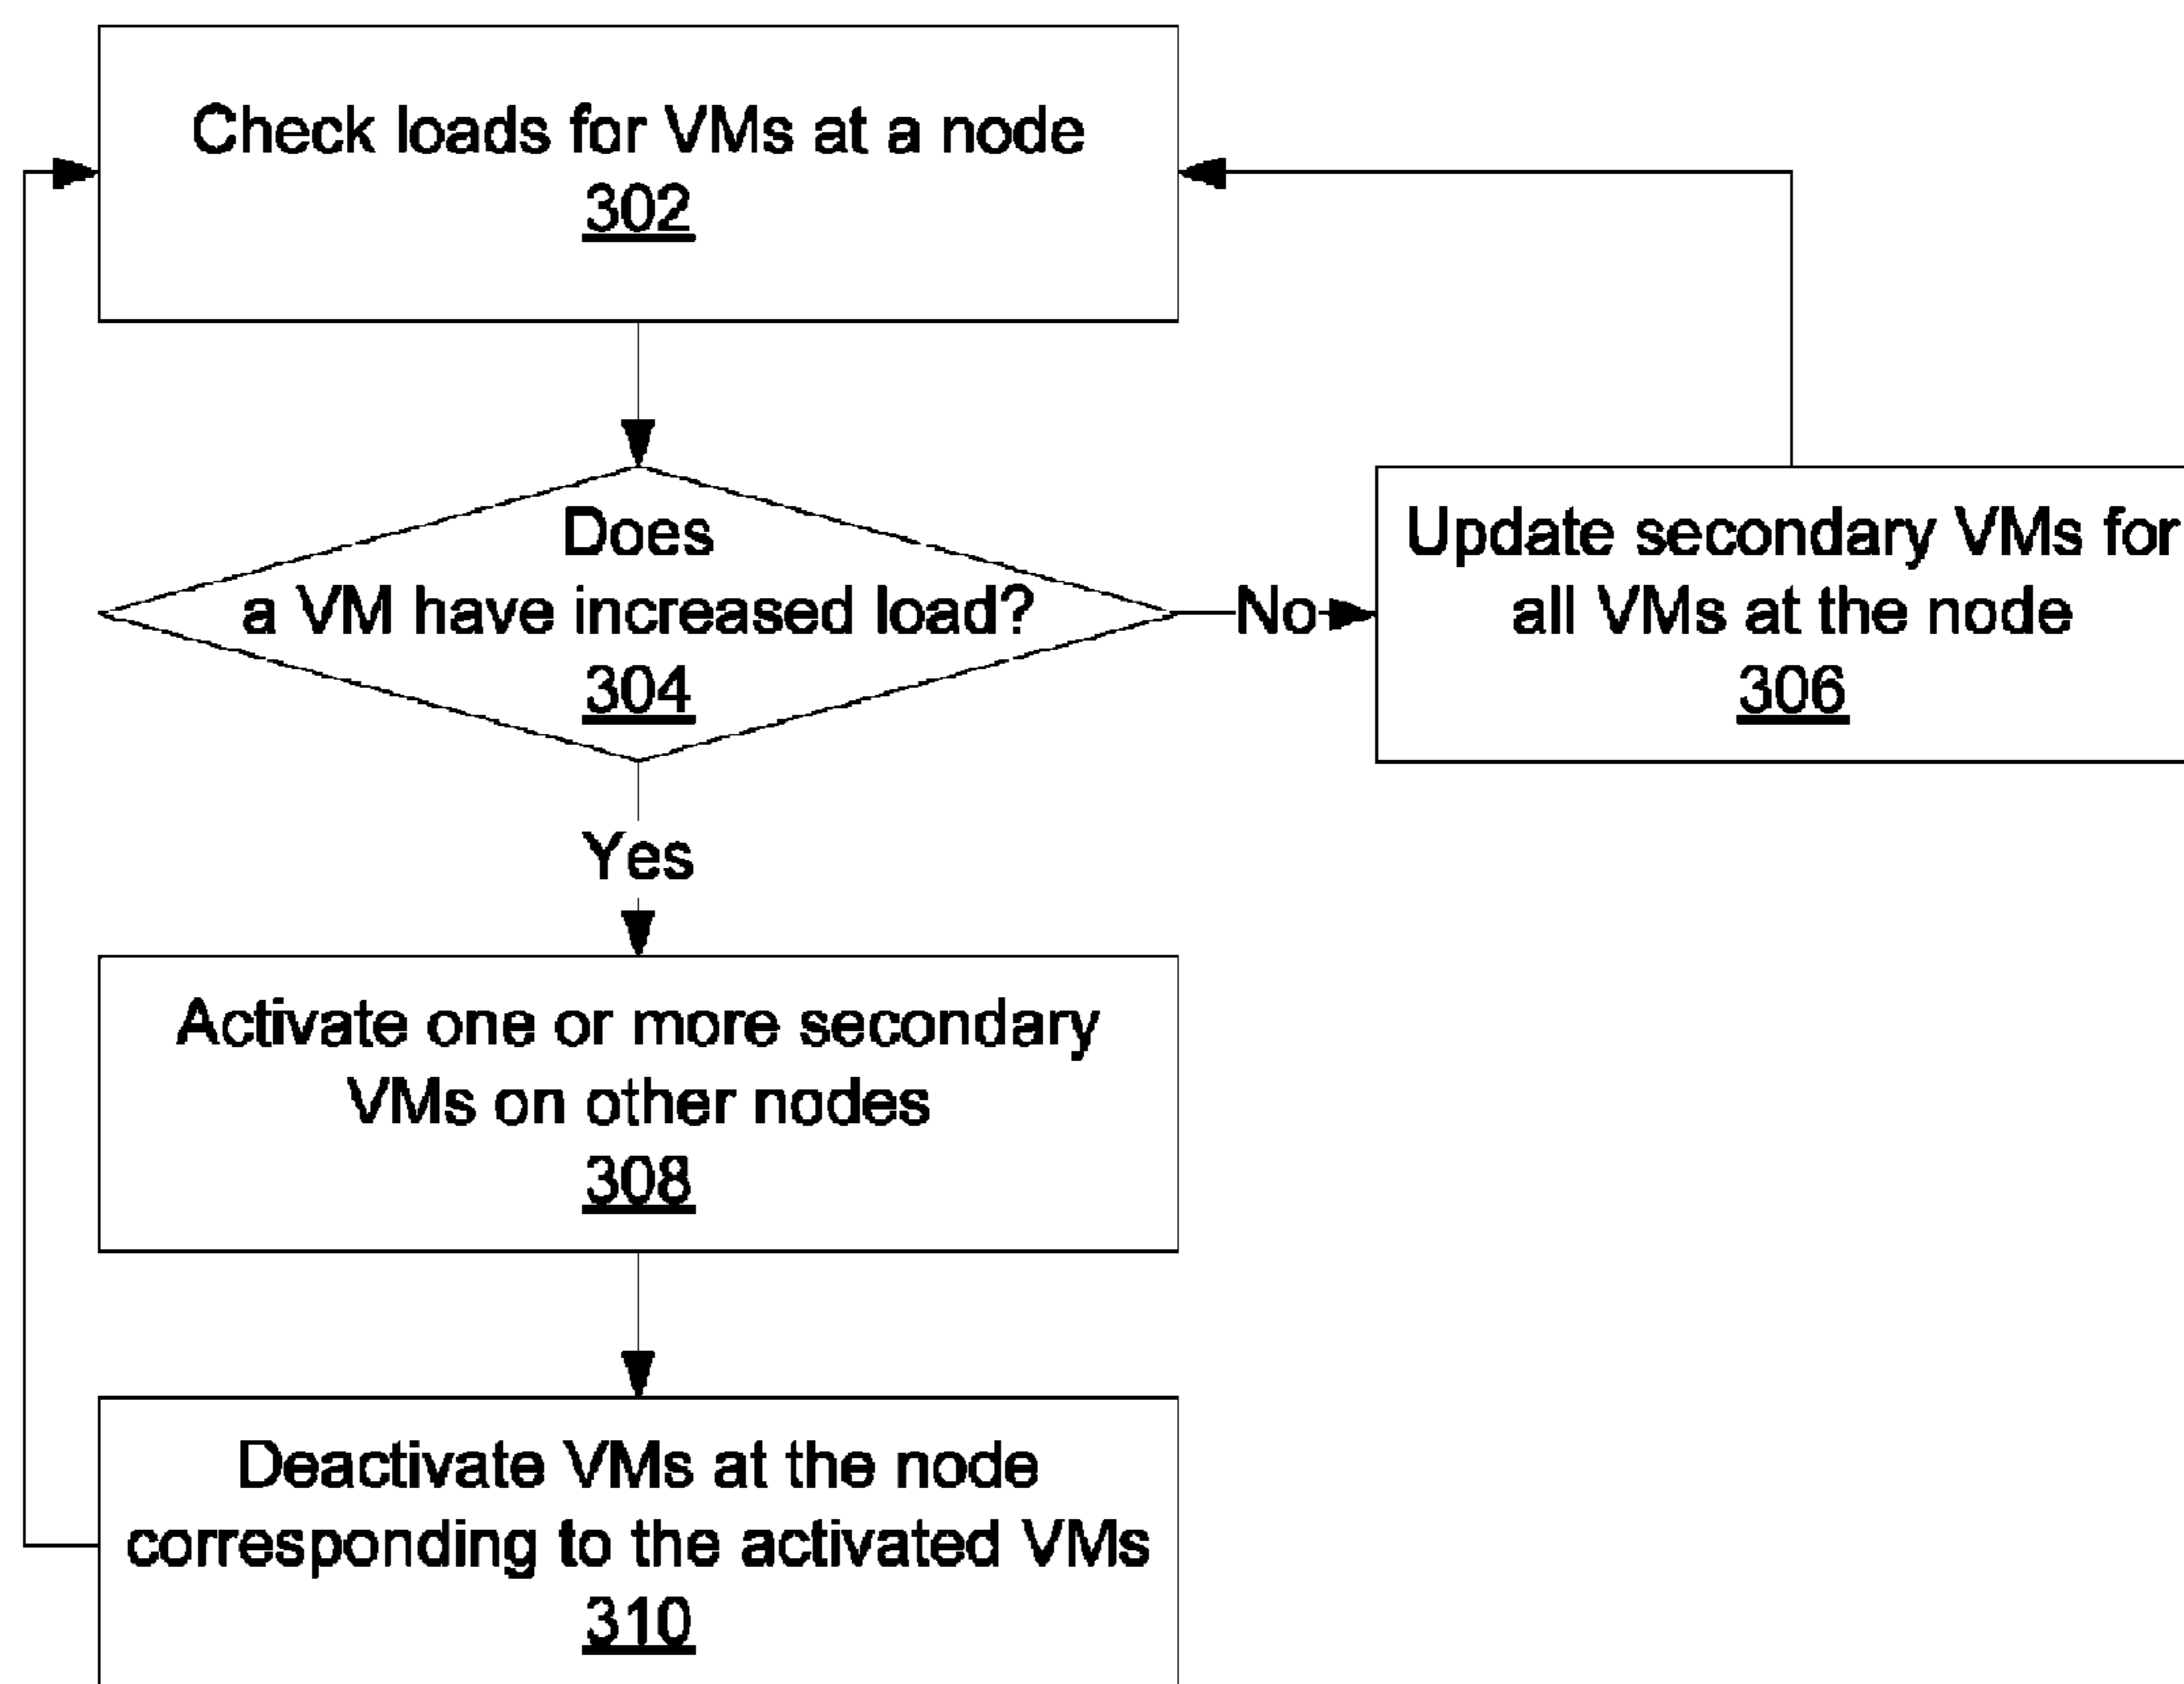 Check loads for VMs at a node
302
Does
a VM have increased load?
304
No
Update secondary VMs for
all VMs at the node
306
Yes
Activate one or more secondary
VMs on other nodes
308
Deactivate VMs at the node
corresponding to the activated VMs
310